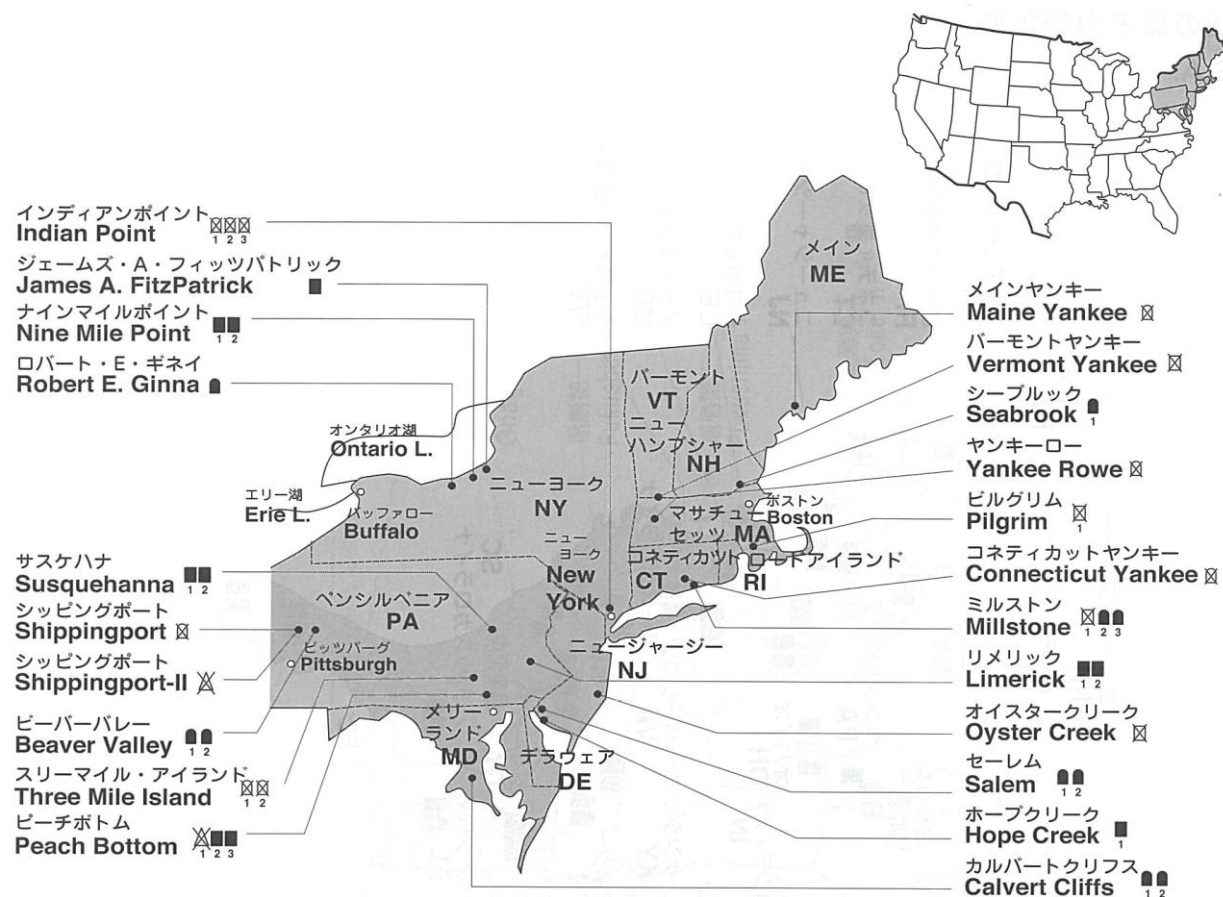 インディアンポイント
Indian Point
1 2 3
ジェームズ・A・フィッツパトリック
James A. FitzPatrick
ナインマイルポイント
Nine Mile Point
1 2
ロバート・E・ギネイ
Robert E. Ginna
オンタリオ湖
Ontario L.
エリー湖
Erie L.
バッファロー
Buffalo
サスケハナ
Susquehanna
1 2
シッピングポート
Shippingport
シッピングポート
Shippingport-II
ビーバーバレー
Beaver Valley
1 2
スリーマイル・アイランド
Three Mile Island
1 2
ピーチボトム
Peach Bottom
1 2 3
メイン
ME
バーモント
VT
ニュー
ハンプシャー
NH
ニューヨーク
NY
マサチュー
セッツ MA
ボストン
Boston
コネティカット
CT
ロードアイランド
RI
ニュー
ヨーク
New
York
ペンシルベニア
PA
ピッツバーグ
Pittsburgh
ニュージャージー
NJ
メリー
ランド
MD
デラウェア
DE
メインヤンキー
Maine Yankee
バーモントヤンキー
Vermont Yankee
シーブルック
Seabrook
1
ヤンキーロー
Yankee Rowe
ピルグリム
Pilgrim
1
コネティカットヤンキー
Connecticut Yankee
ミルストン
Millstone
1 2 3
リメリック
Limerick
1 2
オイスタークリーク
Oyster Creek
セーレム
Salem
1 2
ホープクリーク
Hope Creek
1
カルバートクリフス
Calvert Cliffs
1 2